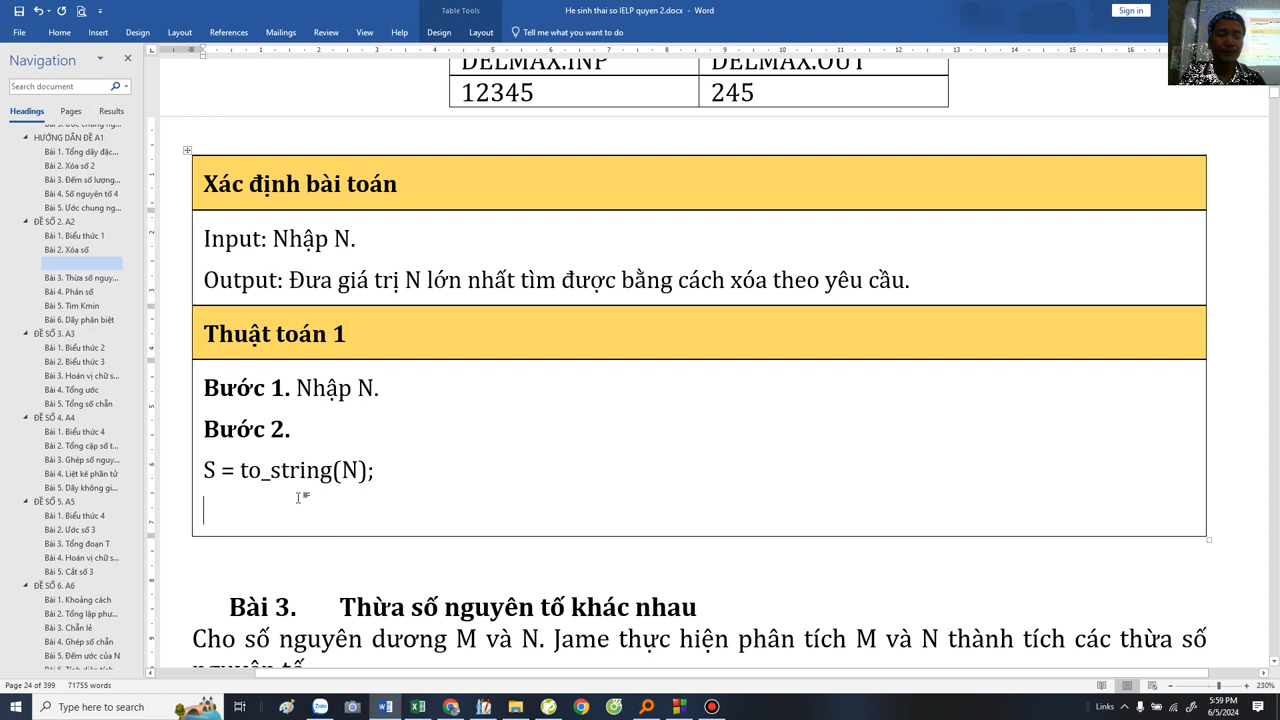 Table Tools
He sinh thai so IELP quyen 2.docx - Word
Sign in
File Home Insert Design Layout References Mailings Review View Help Design Layout Tell me what you want to do
Navigation
Search document
Headings Pages Results
HƯỚNG DẪN ĐỀ A1
Bài 1. Tổng dãy đặc...
Bài 2. Xóa số 2
Bài 3. Đếm số lượng...
Bài 4. Số nguyên tố 4
Bài 5. Ước chung ng...
ĐỀ SỐ 2. A2
Bài 1. Biểu thức 1
Bài 2. Xóa số
Bài 3. Thừa số nguy...
Bài 4. Phân số
Bài 5. Tìm Kmin
Bài 6. Dãy phân biệt
ĐỀ SỐ 3. A3
Bài 1. Biểu thức 2
Bài 2. Biểu thức 3
Bài 3. Hoán vị chữ s...
Bài 4. Tổng ước
Bài 5. Tổng số chẵn
ĐỀ SỐ 4. A4
Bài 1. Biểu thức 4
Bài 2. Tổng cặp số t...
Bài 3. Ghép số nguy...
Bài 4. Liệt kê phần tử
Bài 5. Dãy không gi...
ĐỀ SỐ 5. A5
Bài 1. Biểu thức 4
Bài 2. Ước số 3
Bài 3. Tổng đoạn T
Bài 4. Hoán vị chữ s...
Bài 5. Cắt số 3
ĐỀ SỐ 6. A6
Bài 1. Khoảng cách
Bài 2. Tổng lập phư...
Bài 3. Chẵn lẻ
Bài 4. Ghép số chẵn
Bài 5. Đếm ước của N
DELMAX.INP DELMAX.OUT
12345 245
Xác định bài toán
Input: Nhập N.
Output: Đưa giá trị N lớn nhất tìm được bằng cách xóa theo yêu cầu.
Thuật toán 1
Bước 1. Nhập N.
Bước 2.
S = to_string(N);
Bài 3. Thừa số nguyên tố khác nhau
Cho số nguyên dương M và N. Jame thực hiện phân tích M và N thành tích các thừa số
nguyên tố
Page 24 of 399 71755 words
230%
Type here to search
Links
5:59 PM
6/5/2024